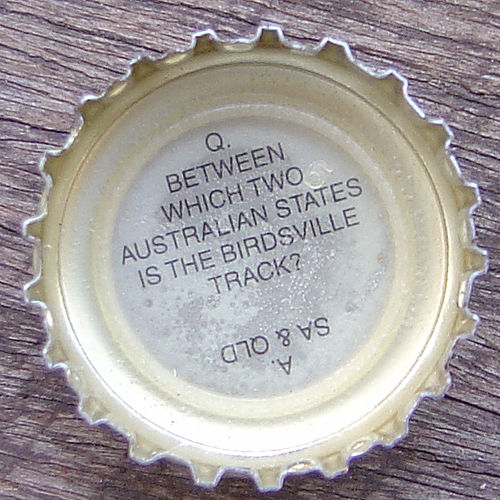 Q.
BETWEEN
WHICH TWO
AUSTRALIAN STATES
IS THE BIRDSVILLE
TRACK?
A.
SA & QLD